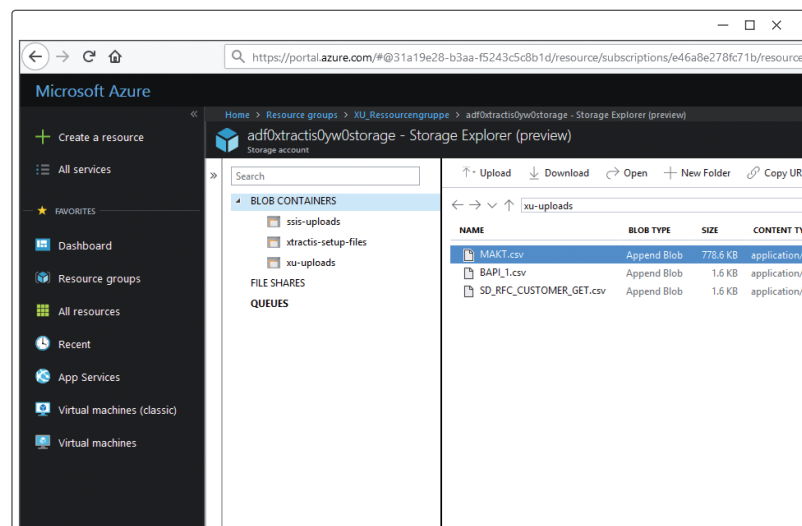 https://portal.azure.com/#@31a19e28-b3aa-f5243c5c8b1d/resource/subscriptions/e46a8e278fc71b/resource
Microsoft Azure
«
Create a resource
All services
FAVORITES
Dashboard
Resource groups
All resources
Recent
App Services
Virtual machines (classic)
Virtual machines
Home > Resource groups > XU_Ressourcengruppe > adf0xtractis0yw0storage - Storage Explorer (preview)
adf0xtractis0yw0storage - Storage Explorer (preview)
Storage account
»
Search
BLOB CONTAINERS
ssis-uploads
xtractis-setup-files
xu-uploads
FILE SHARES
QUEUES
Upload Download Open New Folder Copy UR
xu-uploads
NAME BLOB TYPE SIZE CONTENT TY
MAKT.csv Append Blob 778.6 KB application/
BAPI_1.csv Append Blob 1.6 KB application/
SD_RFC_CUSTOMER_GET.csv Append Blob 1.6 KB application/